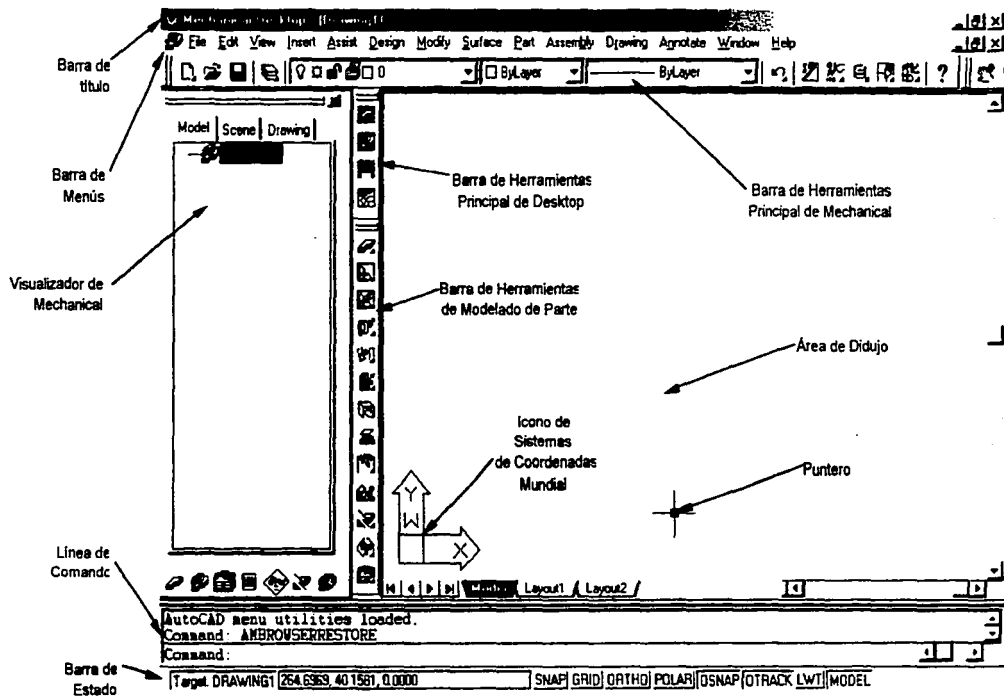 Mechanical Desktop - [Drawing1]
File Edit View Insert Assist Design Modify Surface Part Assembly Drawing Annotate Window Help
0 ByLayer ByLayer ?
Barra de
título
Model Scene Drawing
Barra de
Menús
Barra de Herramientas
Principal de Desktop
Barra de Herramientas
Principal de Mechanical
Visualizador de
Mechanical
Barra de Herramientas
de Modelado de Parte
Área de Didujo
Icono de
Sistemas
de Coordenadas
Mundial
Puntero
Y
W
X
Línea de
Comando
Layout1 Layout2
AutoCAD menu utilities loaded.
Command: AMBROWSERRESTORE
Command:
Barra de
Estado
Target: DRAWING1 264.6969, 40.1581, 0.0000 SNAP GRID ORTHO POLAR OSNAP OTRACK LWT MODEL